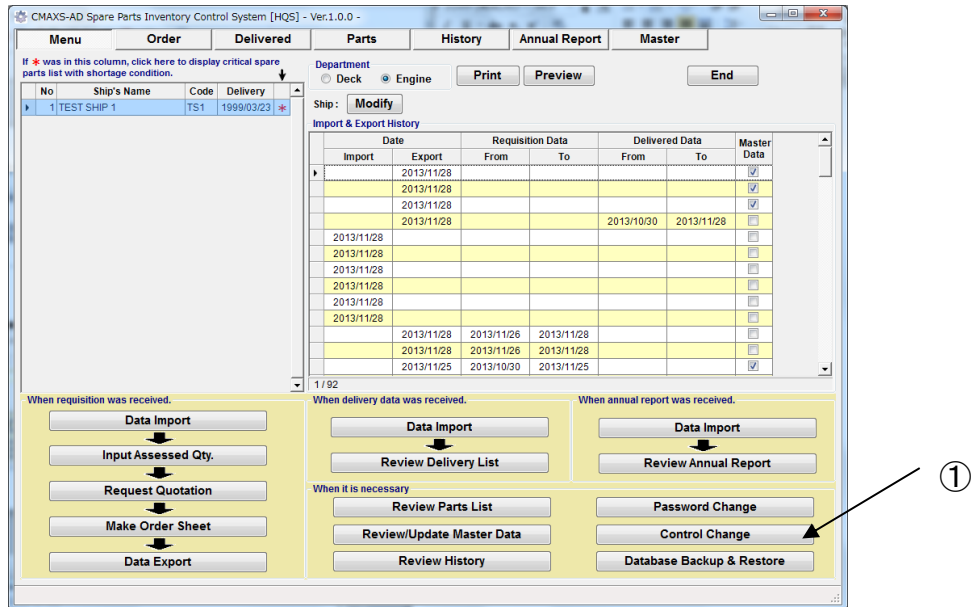 CMAXS-AD Spare Parts Inventory Control System [HQS] - Ver.1.0.0 -
Menu Order Delivered Parts History Annual Report Master
If * was in this column, click here to display critical spare
parts list with shortage condition.
No Ship's Name Code Delivery
1 TEST SHIP 1 TS1 1999/03/23 *
Department
Deck Engine Print Preview End
Ship : Modify
Import & Export History
Date Requisition Data Delivered Data Master
Data
Import Export From To From To
2013/11/28
2013/11/28
2013/11/28
2013/11/28 2013/10/30 2013/11/28
2013/11/28
2013/11/28
2013/11/28
2013/11/28
2013/11/28
2013/11/28
2013/11/28 2013/11/26 2013/11/28
2013/11/28 2013/11/26 2013/11/28
2013/11/25 2013/10/30 2013/11/25
1 / 92
When requisition was received.
Data Import
Input Assessed Qty.
Request Quotation
Make Order Sheet
Data Export
When delivery data was received.
Data Import
Review Delivery List
When annual report was received.
Data Import
Review Annual Report
When it is necessary
Review Parts List Password Change
Review/Update Master Data Control Change
Review History Database Backup & Restore
①